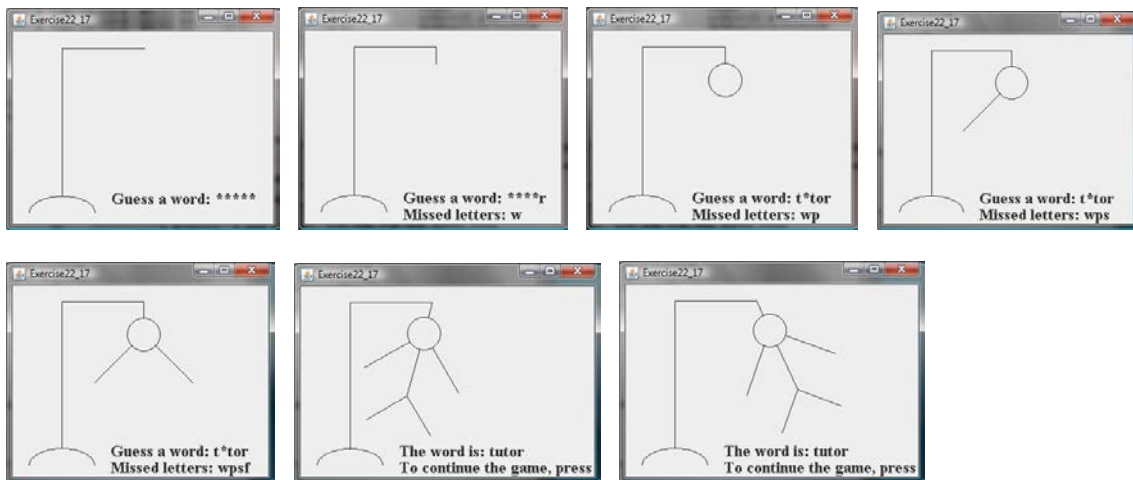 Exercise22_17
Guess a word: *****
Exercise22_17
Guess a word: ****r
Missed letters: w
Exercise22_17
Guess a word: t*tor
Missed letters: wp
Exercise22_17
Guess a word: t*tor
Missed letters: wps
Exercise22_17
Guess a word: t*tor
Missed letters: wpsf
Exercise22_17
The word is: tutor
To continue the game, press
Exercise22_17
The word is: tutor
To continue the game, press